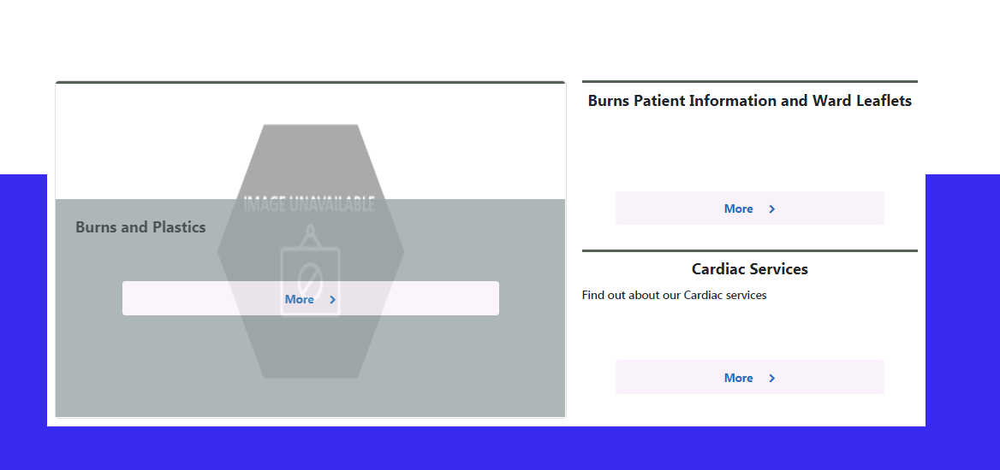 IMAGE UNAVAILABLE
Burns and Plastics
More
Burns Patient Information and Ward Leaflets
More
Cardiac Services
Find out about our Cardiac services
More